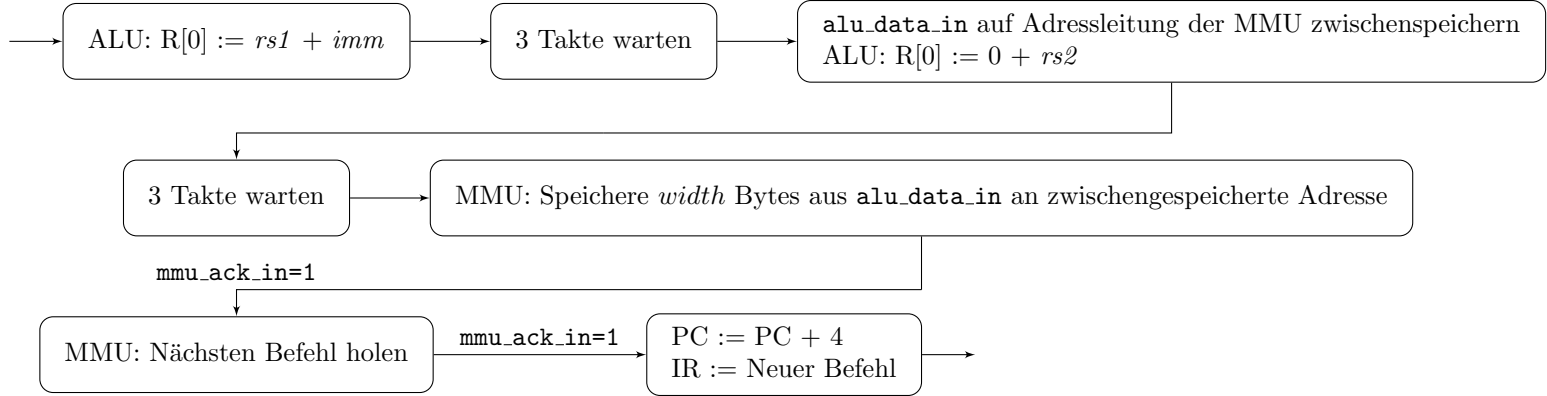 ALU: R[0] := rs1 + imm
3 Takte warten
alu_data_in auf Adressleitung der MMU zwischenspeichern
ALU: R[0] := 0 + rs2
3 Takte warten
MMU: Speichere width Bytes aus alu_data_in an zwischengespeicherte Adresse
mmu_ack_in=1
MMU: Nächsten Befehl holen
mmu_ack_in=1
PC := PC + 4
IR := Neuer Befehl